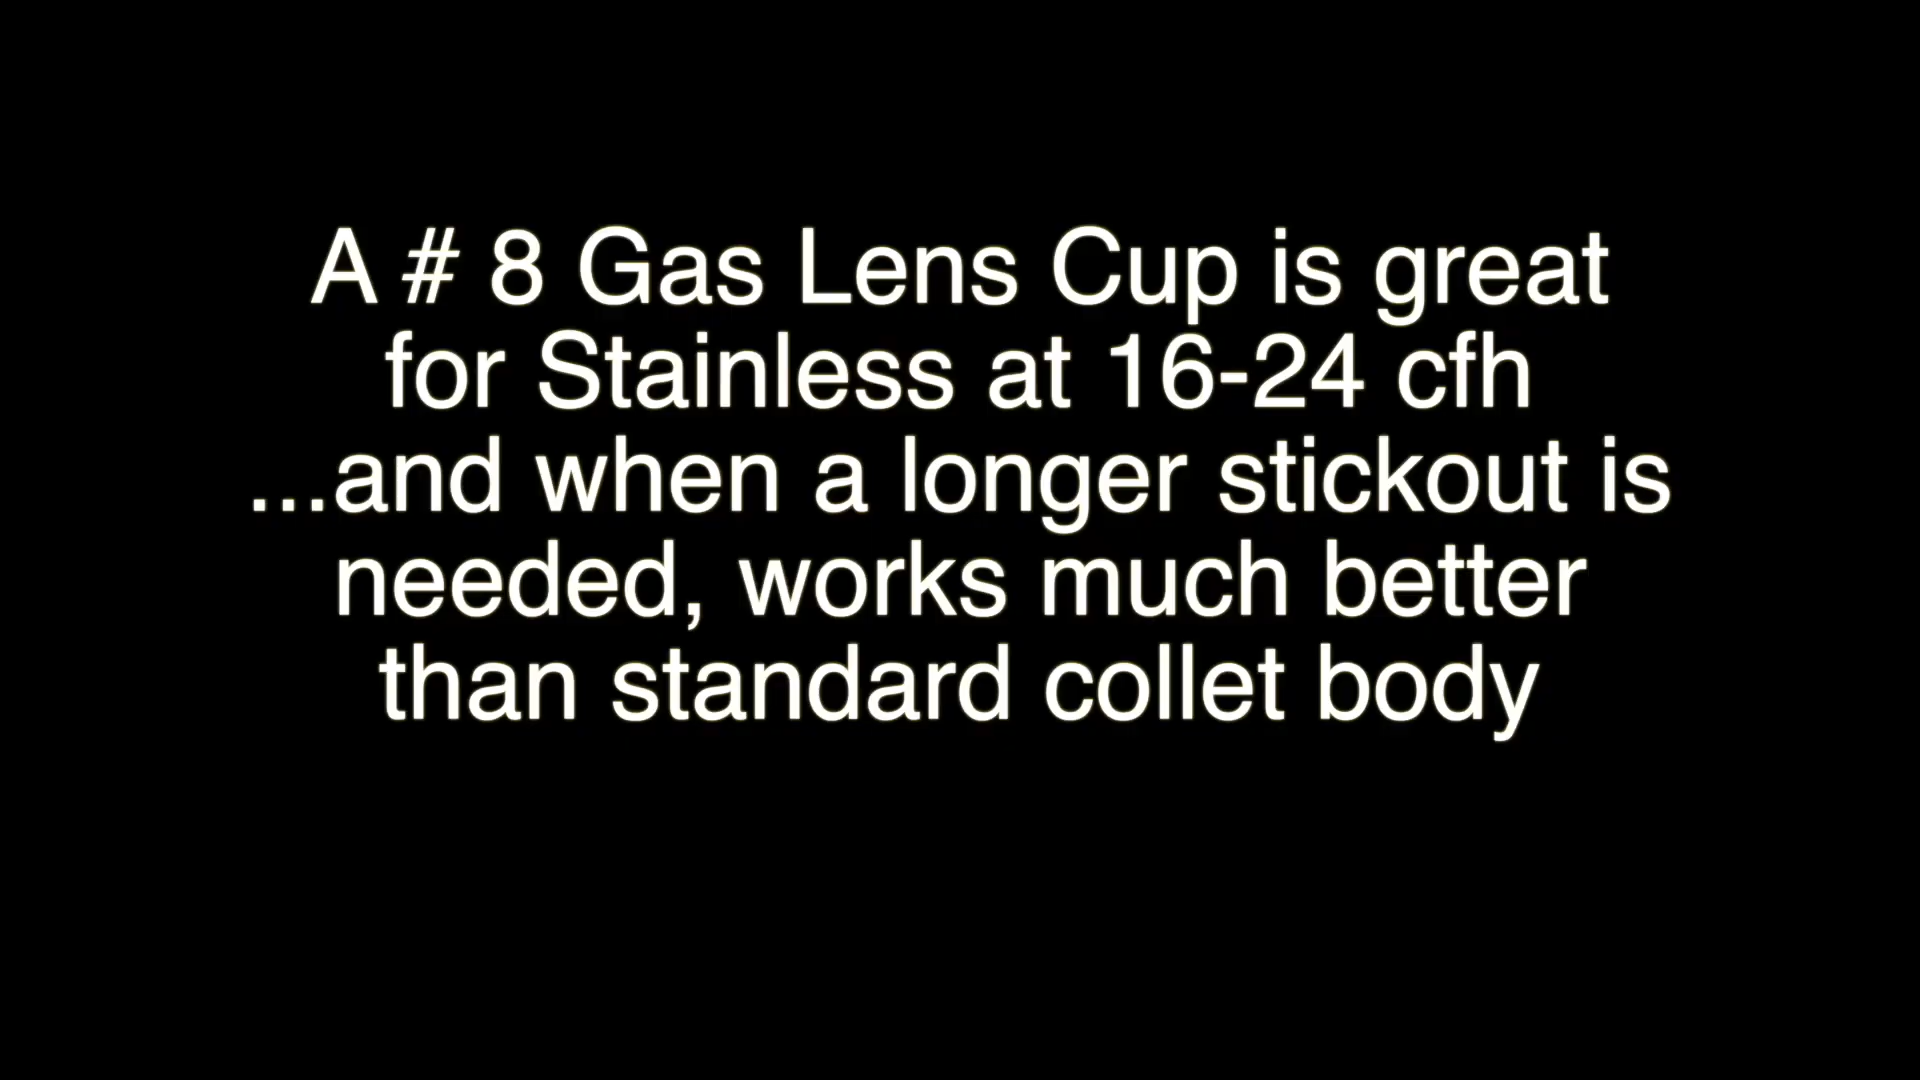 A # 8 Gas Lens Cup is great
for Stainless at 16-24 cfh
...and when a longer stickout is
needed, works much better
than standard collet body